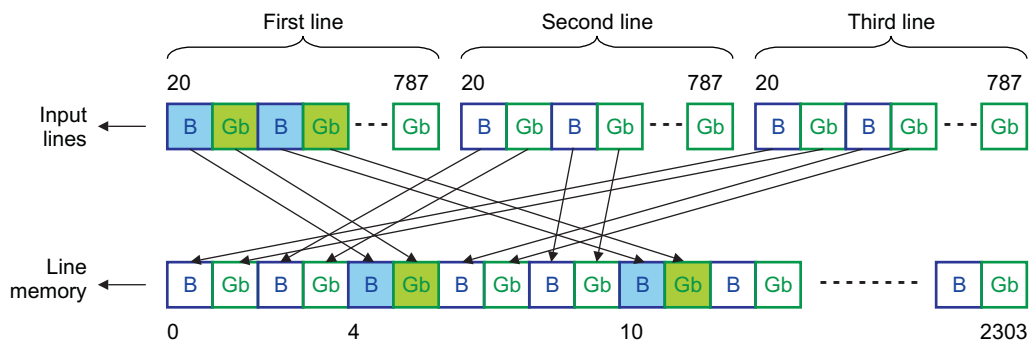 First line Second line Third line
20 787 20 787 20 787
Input lines B Gb B Gb Gb B Gb B Gb Gb B Gb B Gb Gb
Line memory B Gb B Gb B Gb B Gb B Gb B Gb B Gb B Gb
0 4 10 2303